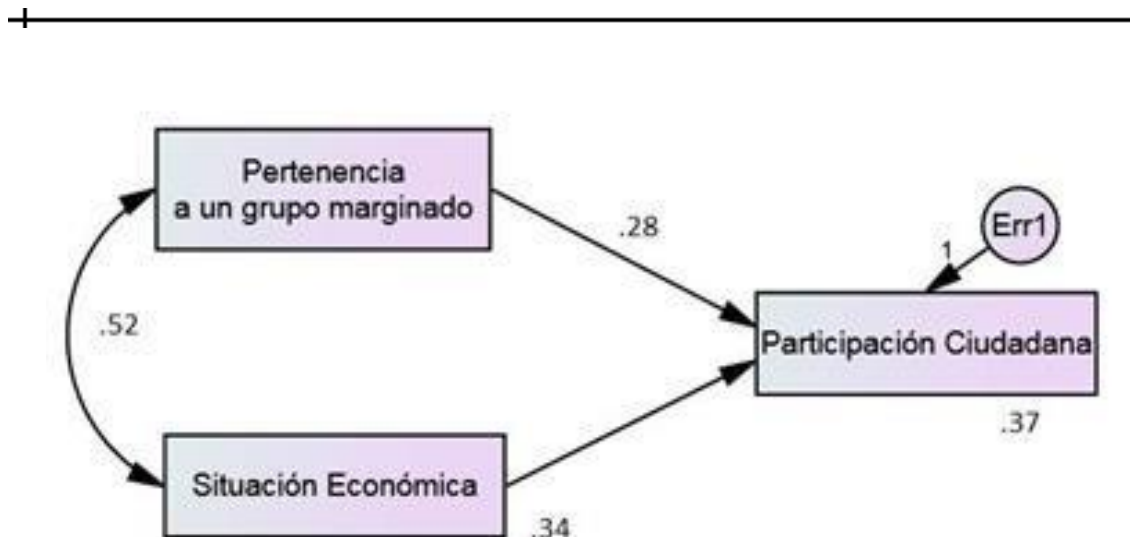 Pertenencia
a un grupo marginado
.28
Err1
1
.52
Participación Ciudadana
.37
Situación Económica
.34